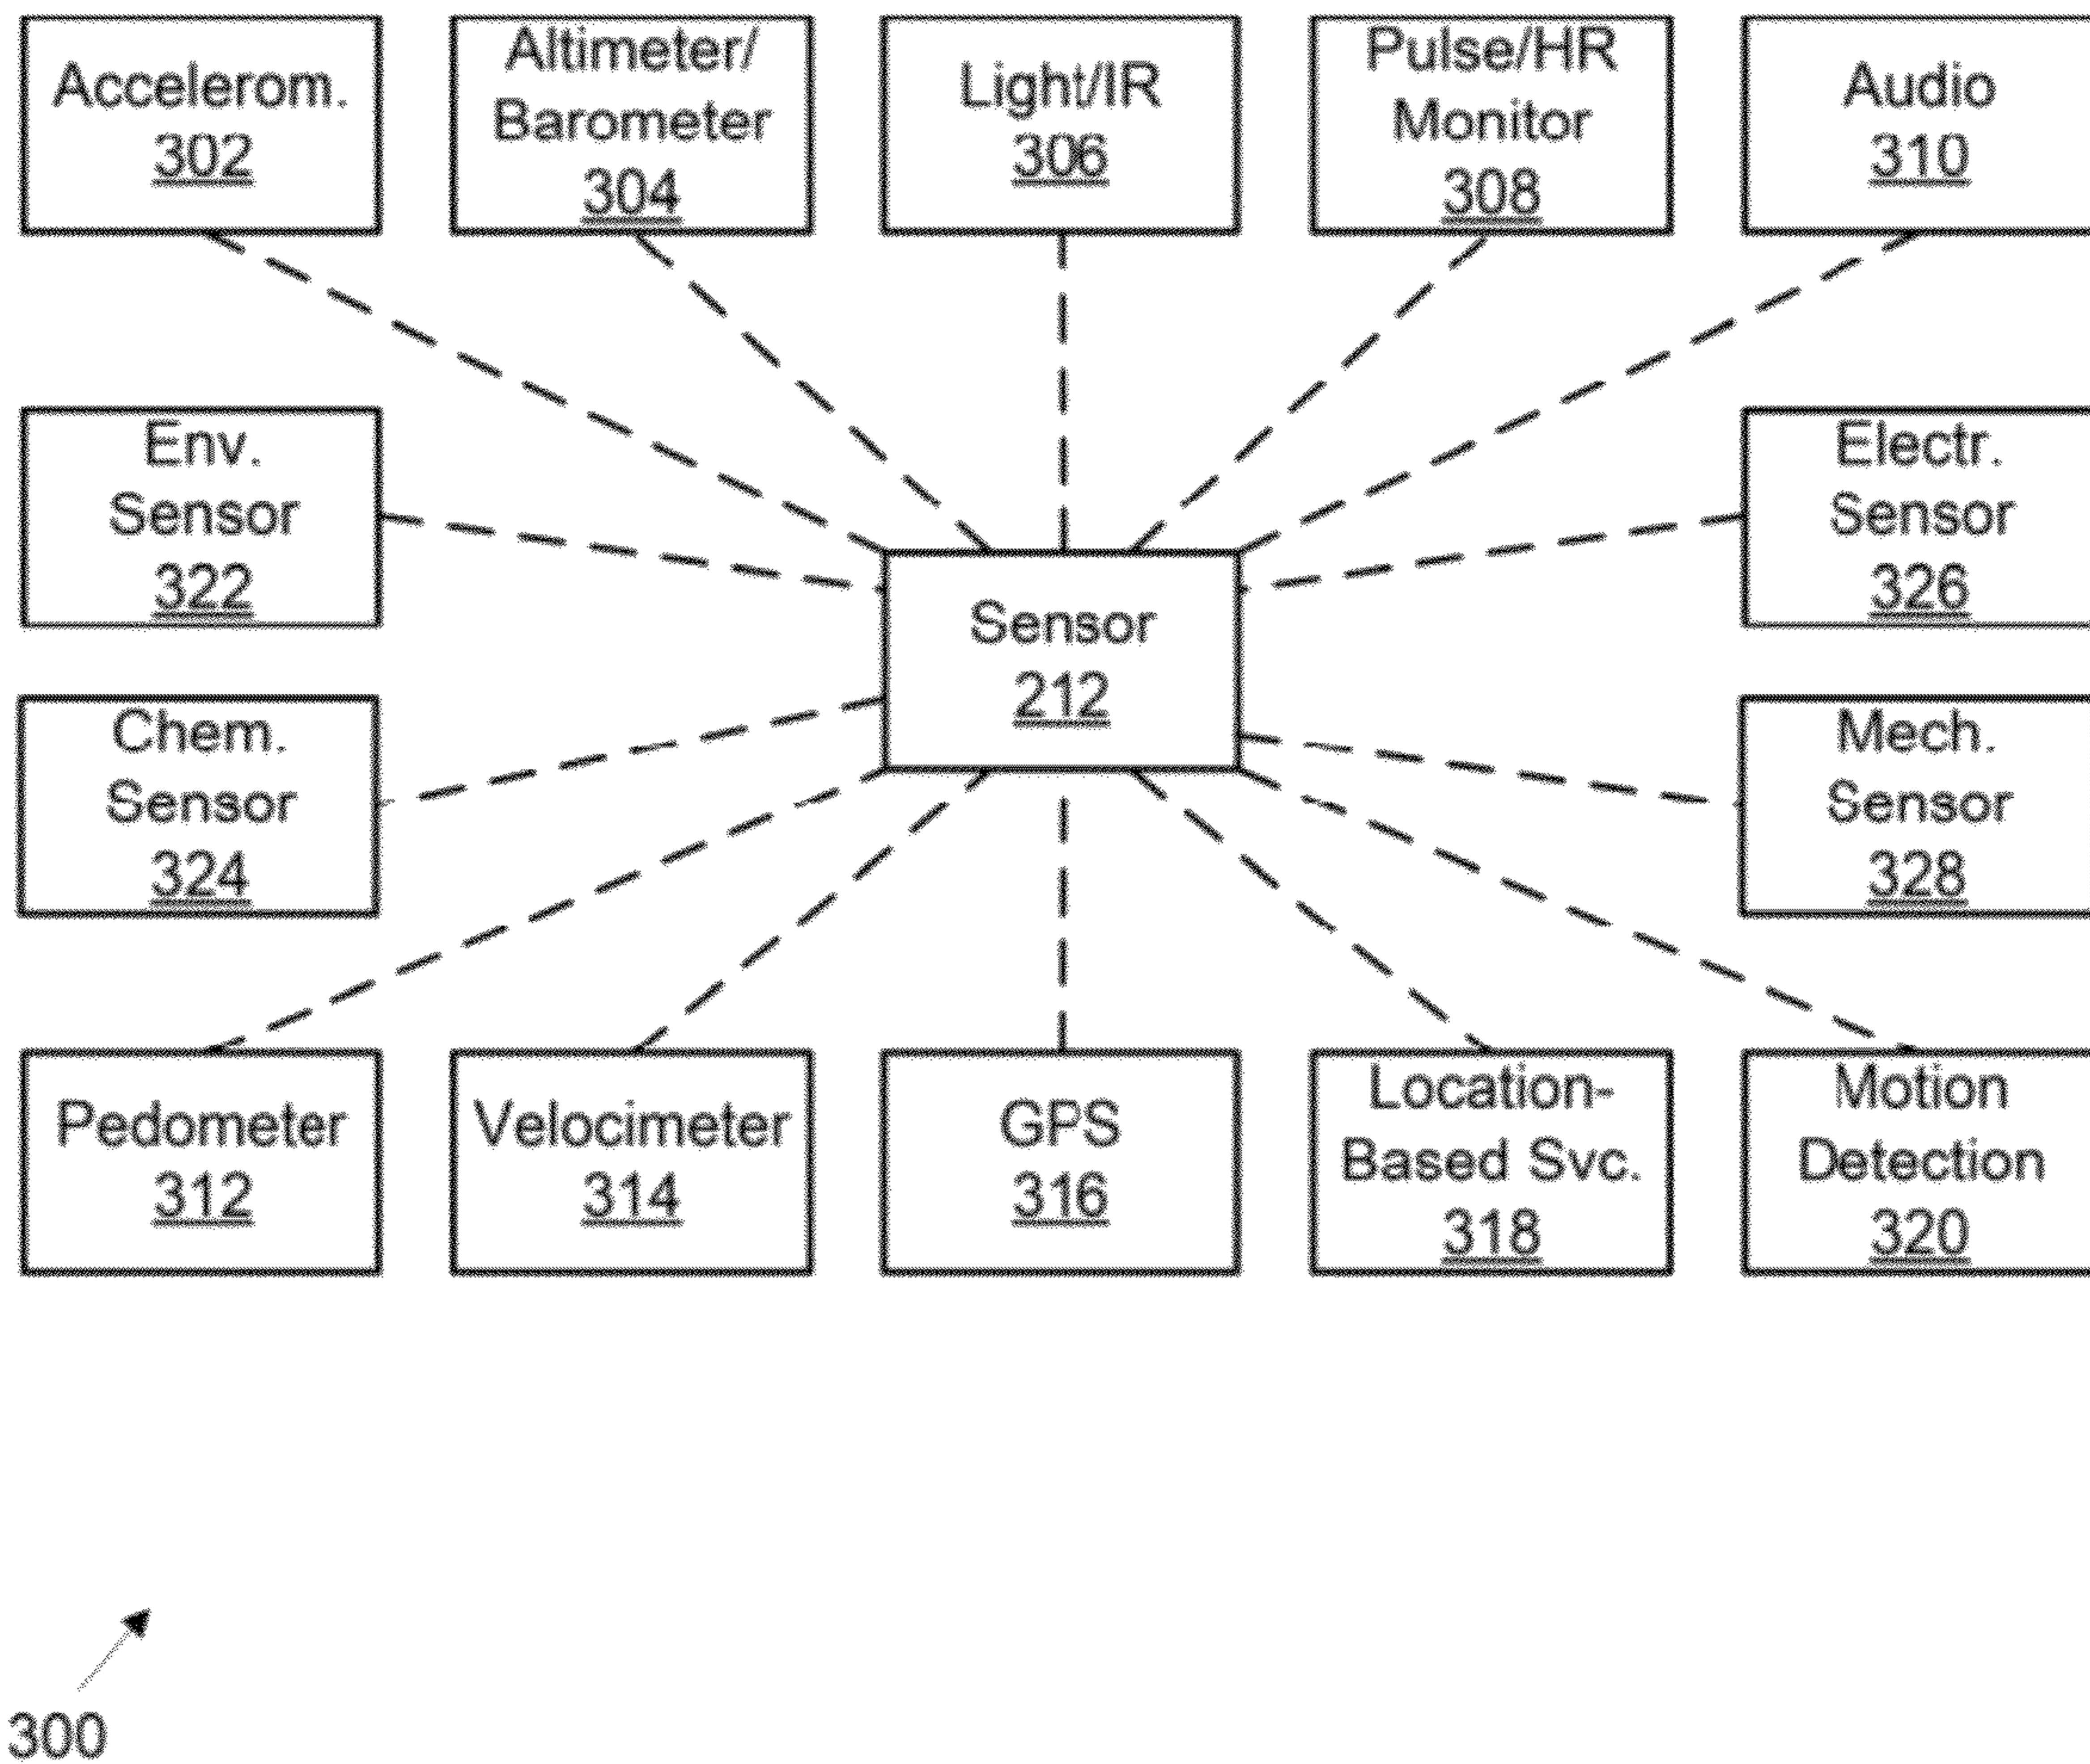 Accelerom.
302
Altimeter/
Barometer
304
Light/IR
306
Pulse/HR
Monitor
308
Audio
310
Env.
Sensor
322
Electr.
Sensor
326
Sensor
212
Chem.
Sensor
324
Mech.
Sensor
328
Pedometer
312
Velocimeter
314
GPS
316
Location-
Based Svc.
318
Motion
Detection
320
300